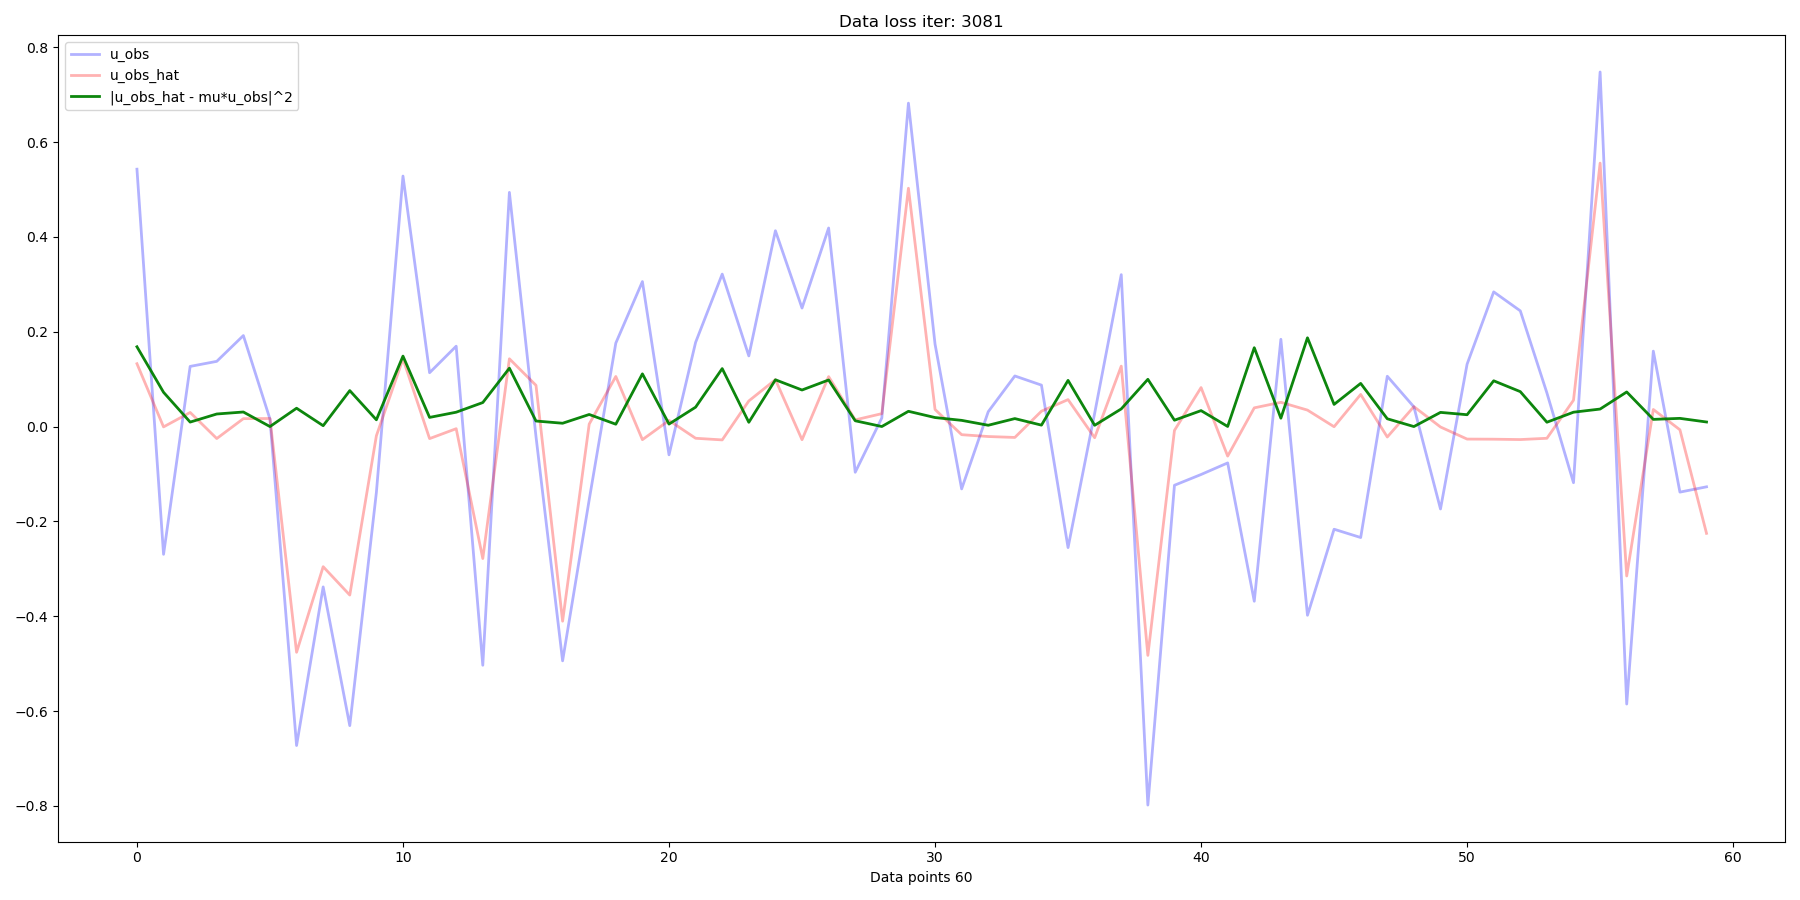 Data loss iter: 3081
u_obs
u_obs_hat
|u_obs_hat - mu*u_obs|^2
0.8
0.6
0.4
0.2
0.0
−0.2
−0.4
−0.6
−0.8
0 10 20 30 40 50 60
Data points 60